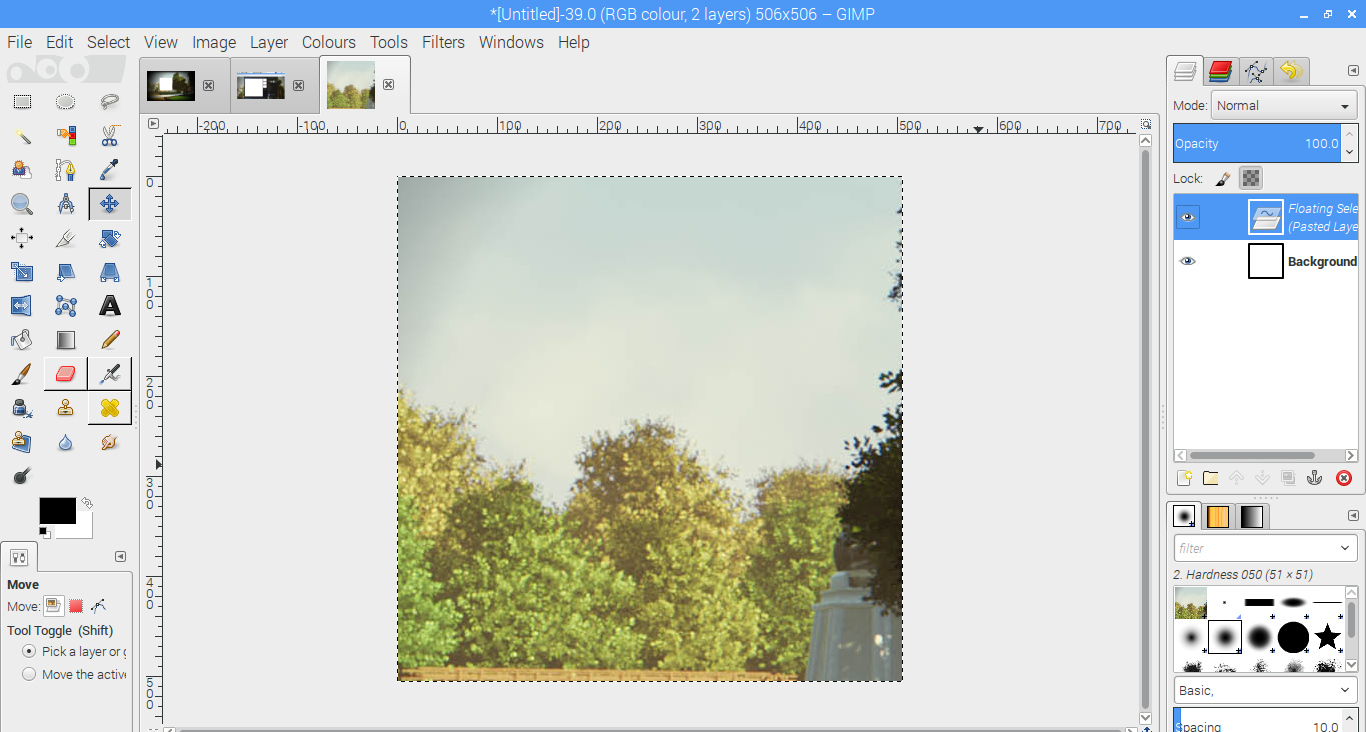 *[Untitled]-39.0 (RGB colour, 2 layers) 506x506 – GIMP
File Edit Select View Image Layer Colours Tools Filters Windows Help
Mode: Normal
Opacity 100.0
Lock:
Floating Sele
(Pasted Laye
Background
-200 -100 0 100 200 300 400 500 600 700
0
100
200
300
400
500
filter
2. Hardness 050 (51 × 51)
Basic,
Spacing 10.0
Move
Move:
Tool Toggle (Shift)
Pick a layer or g
Move the active